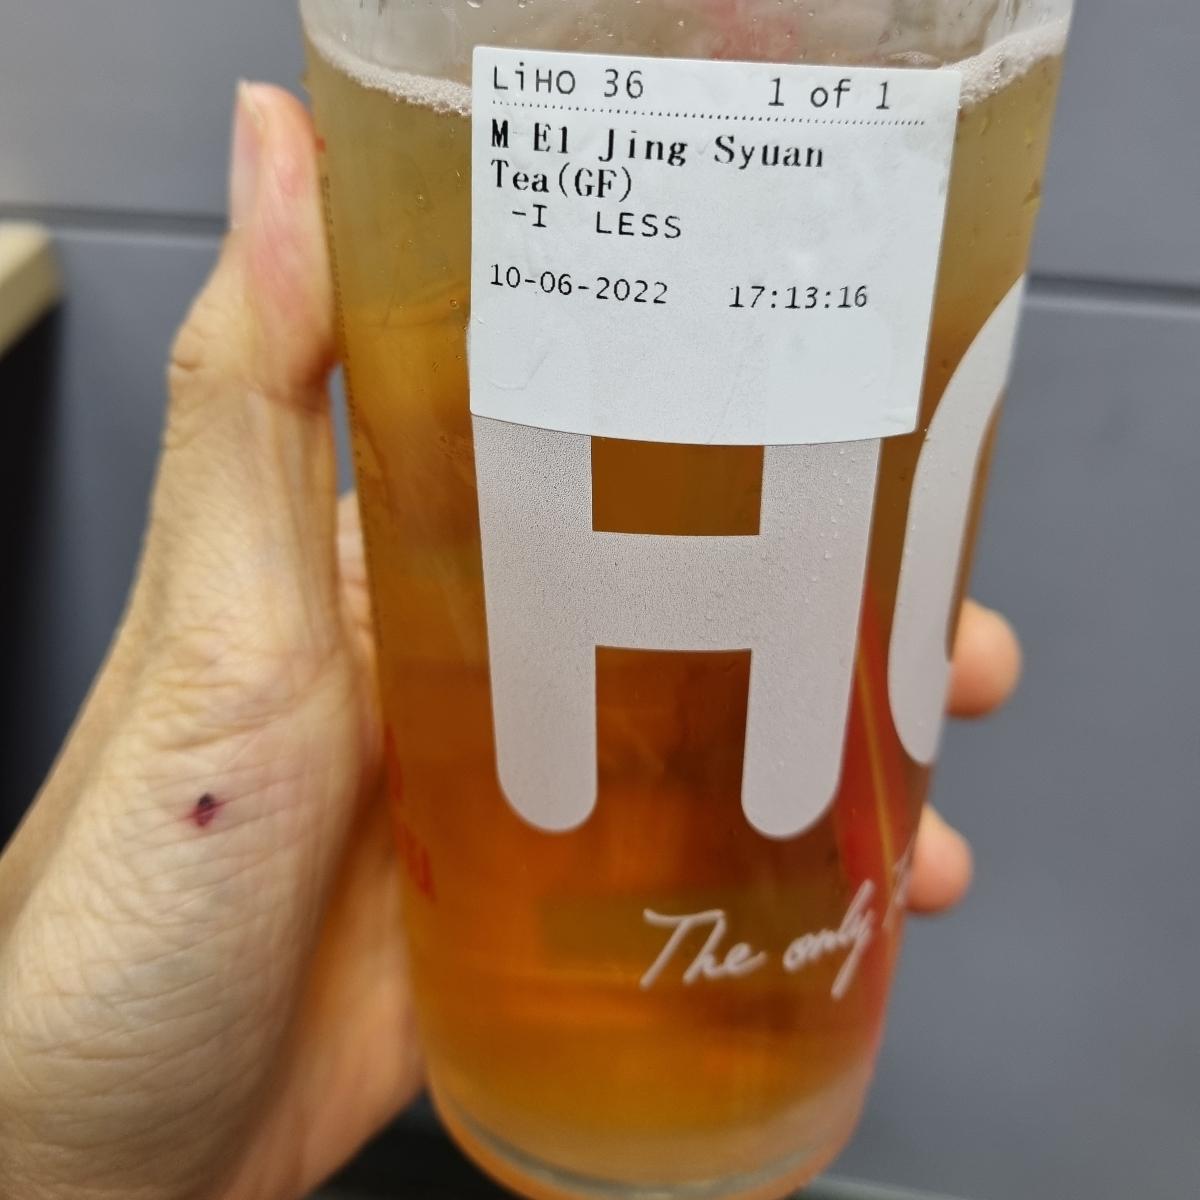 LiHO 36 1 of 1
M E1 Jing Syuan
Tea(GF)
-I LESS
10-06-2022 17:13:16
H
The only